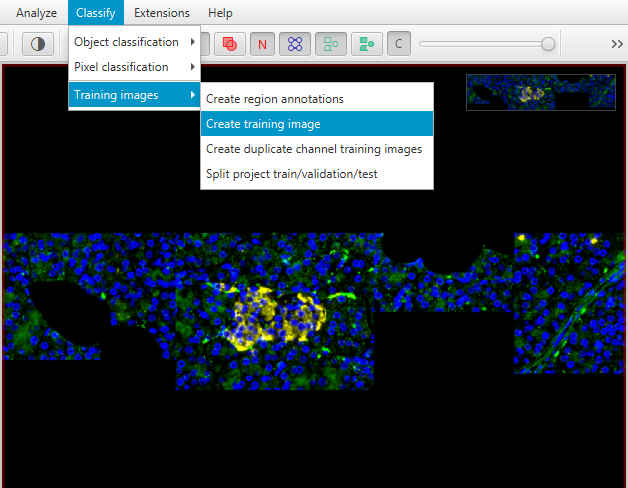 Analyze Classify Extensions Help
N C
Object classification
Pixel classification
Training images
Create region annotations
Create training image
Create duplicate channel training images
Split project train/validation/test